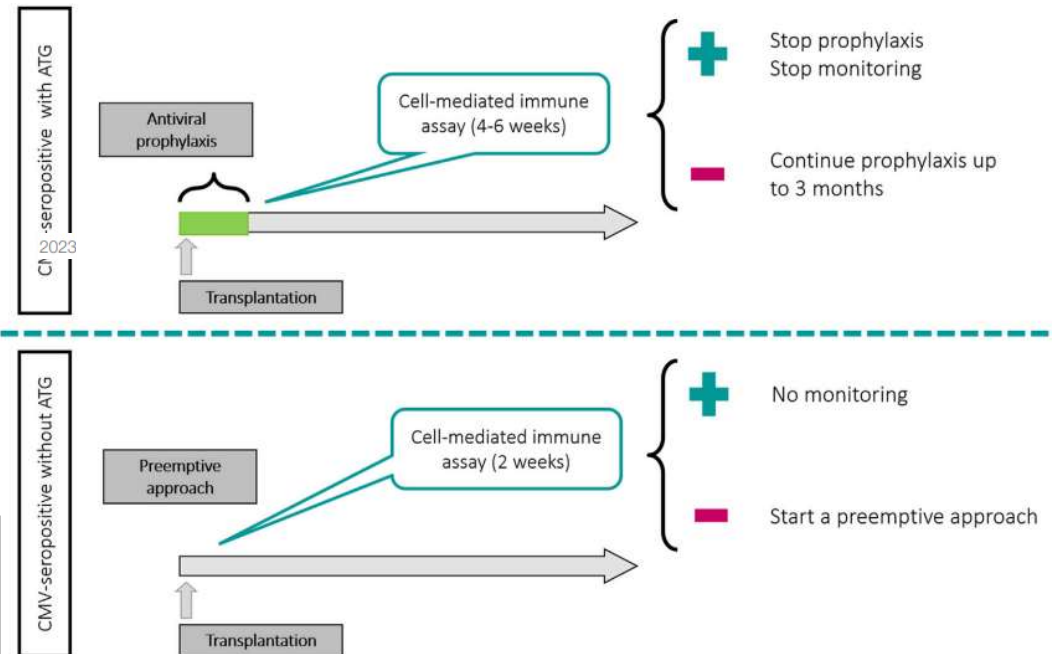 CM -seropositive with ATG
2023
Antiviral
prophylaxis
Cell-mediated immune
assay (4-6 weeks)
Transplantation
Stop prophylaxis
Stop monitoring
Continue prophylaxis up
to 3 months
CMV-seropositive without ATG
Preemptive
approach
Cell-mediated immune
assay (2 weeks)
Transplantation
No monitoring
Start a preemptive approach